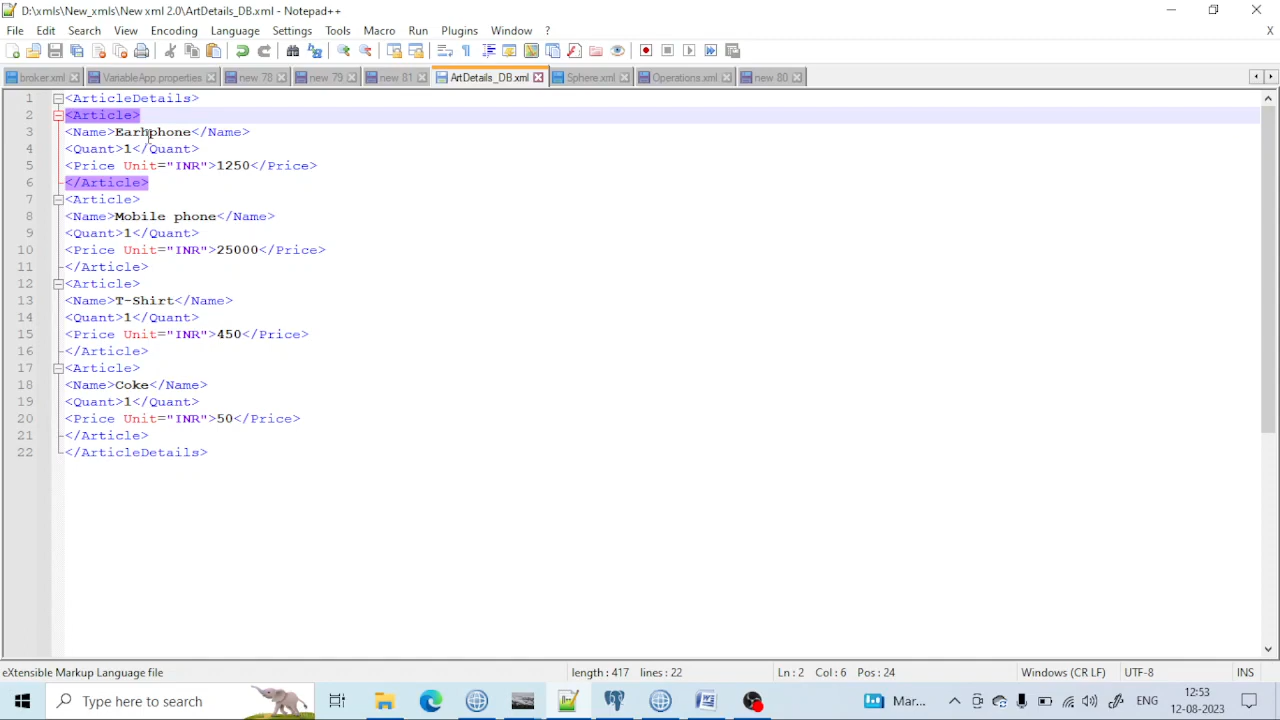 D:\xmls\New_xmls\New xml 2.0\ArtDetails_DB.xml - Notepad++
File Edit Search View Encoding Language Settings Tools Macro Run Plugins Window ? X
broker.xml VariableApp properties new 78 new 79 new 81 ArtDetails_DB.xml Sphere.xml Operations.xml new 80
1 <ArticleDetails>
2 <Article>
3 <Name>Earhphone</Name>
4 <Quant>1</Quant>
5 <Price Unit="INR">1250</Price>
6 </Article>
7 <Article>
8 <Name>Mobile phone</Name>
9 <Quant>1</Quant>
10 <Price Unit="INR">25000</Price>
11 </Article>
12 <Article>
13 <Name>T-Shirt</Name>
14 <Quant>1</Quant>
15 <Price Unit="INR">450</Price>
16 </Article>
17 <Article>
18 <Name>Coke</Name>
19 <Quant>1</Quant>
20 <Price Unit="INR">50</Price>
21 </Article>
22 </ArticleDetails>
eXtensible Markup Language file length : 417 lines : 22 Ln : 2 Col : 6 Pos : 24 Windows (CR LF) UTF-8 INS
Type here to search Mar... ENG 12:53
12-08-2023